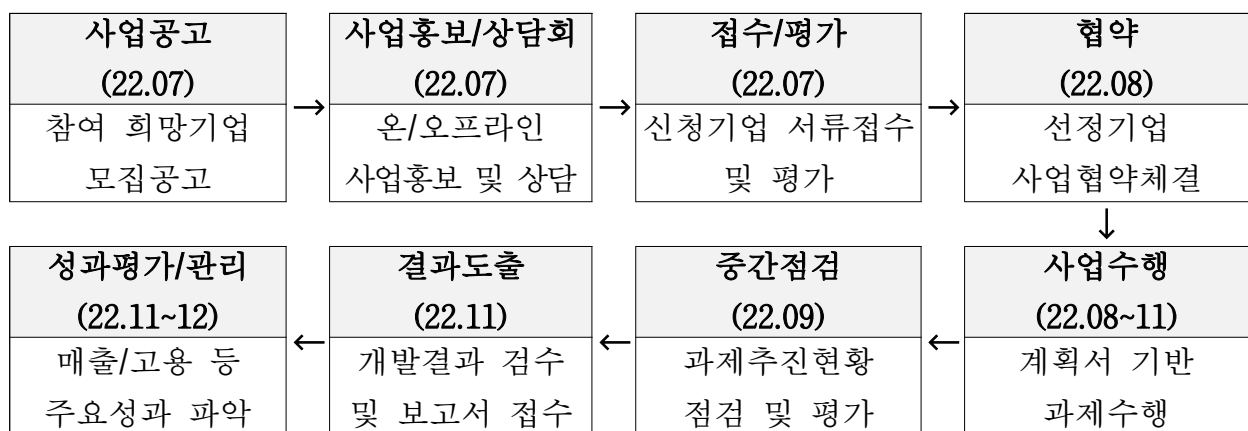 사업공고
(22.07)
참여 희망기업
모집공고
→
사업홍보/상담회
(22.07)
온/오프라인
사업홍보 및 상담
→
접수/평가
(22.07)
신청기업 서류접수
및 평가
→
협약
(22.08)
선정기업
사업협약체결
↓
사업수행
(22.08~11)
계획서 기반
과제수행
←
중간점검
(22.09)
과제추진현황
점검 및 평가
←
결과도출
(22.11)
개발결과 검수
및 보고서 접수
←
성과평가/관리
(22.11~12)
매출/고용 등
주요성과 파악